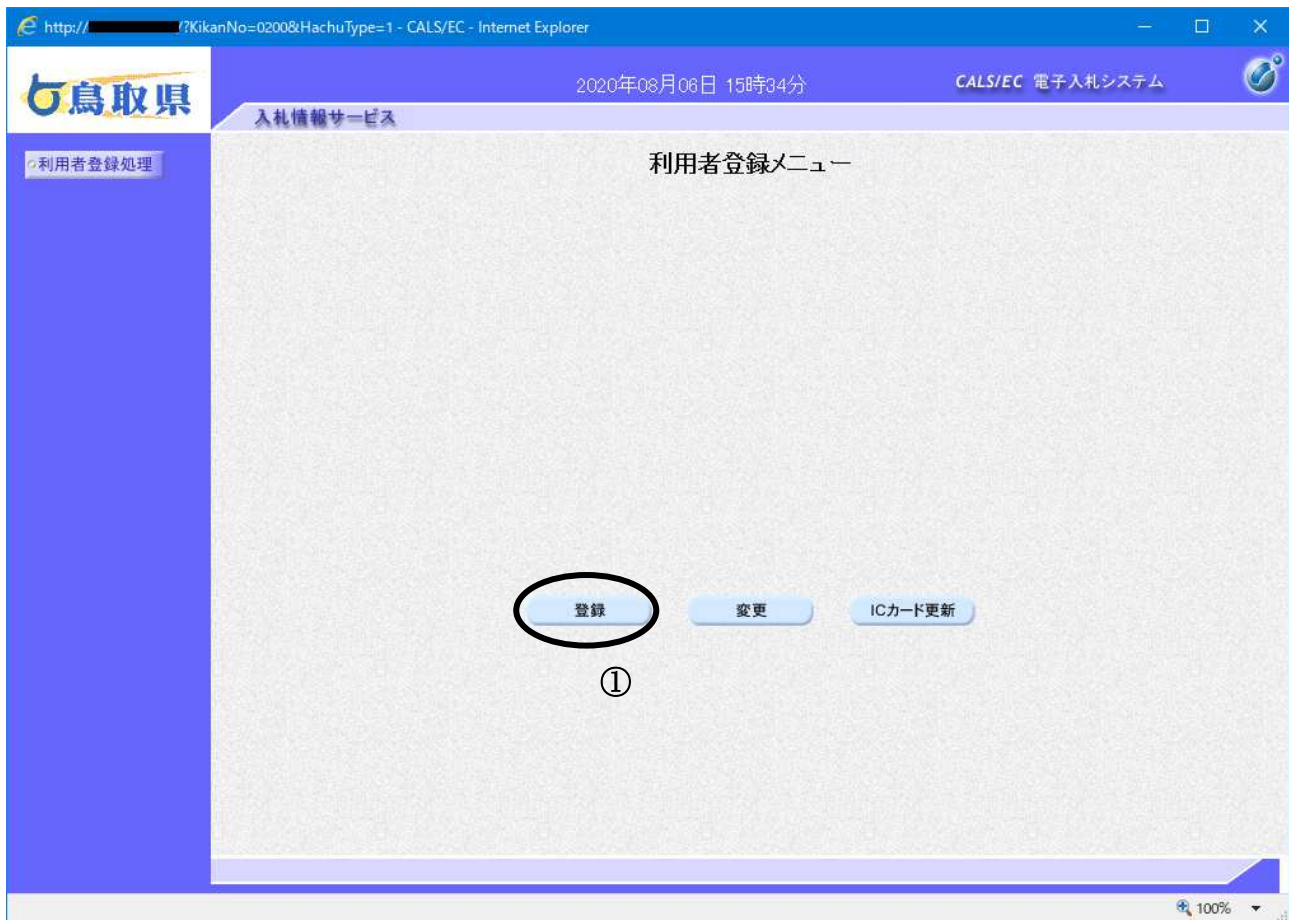 http:// /?KikanNo=0200&HachuType=1 - CALS/EC - Internet Explorer
鳥取県
2020年08月06日 15時34分
CALS/EC 電子入札システム
入札情報サービス
利用者登録処理
利用者登録メニュー
登録
変更
ICカード更新
①
100%